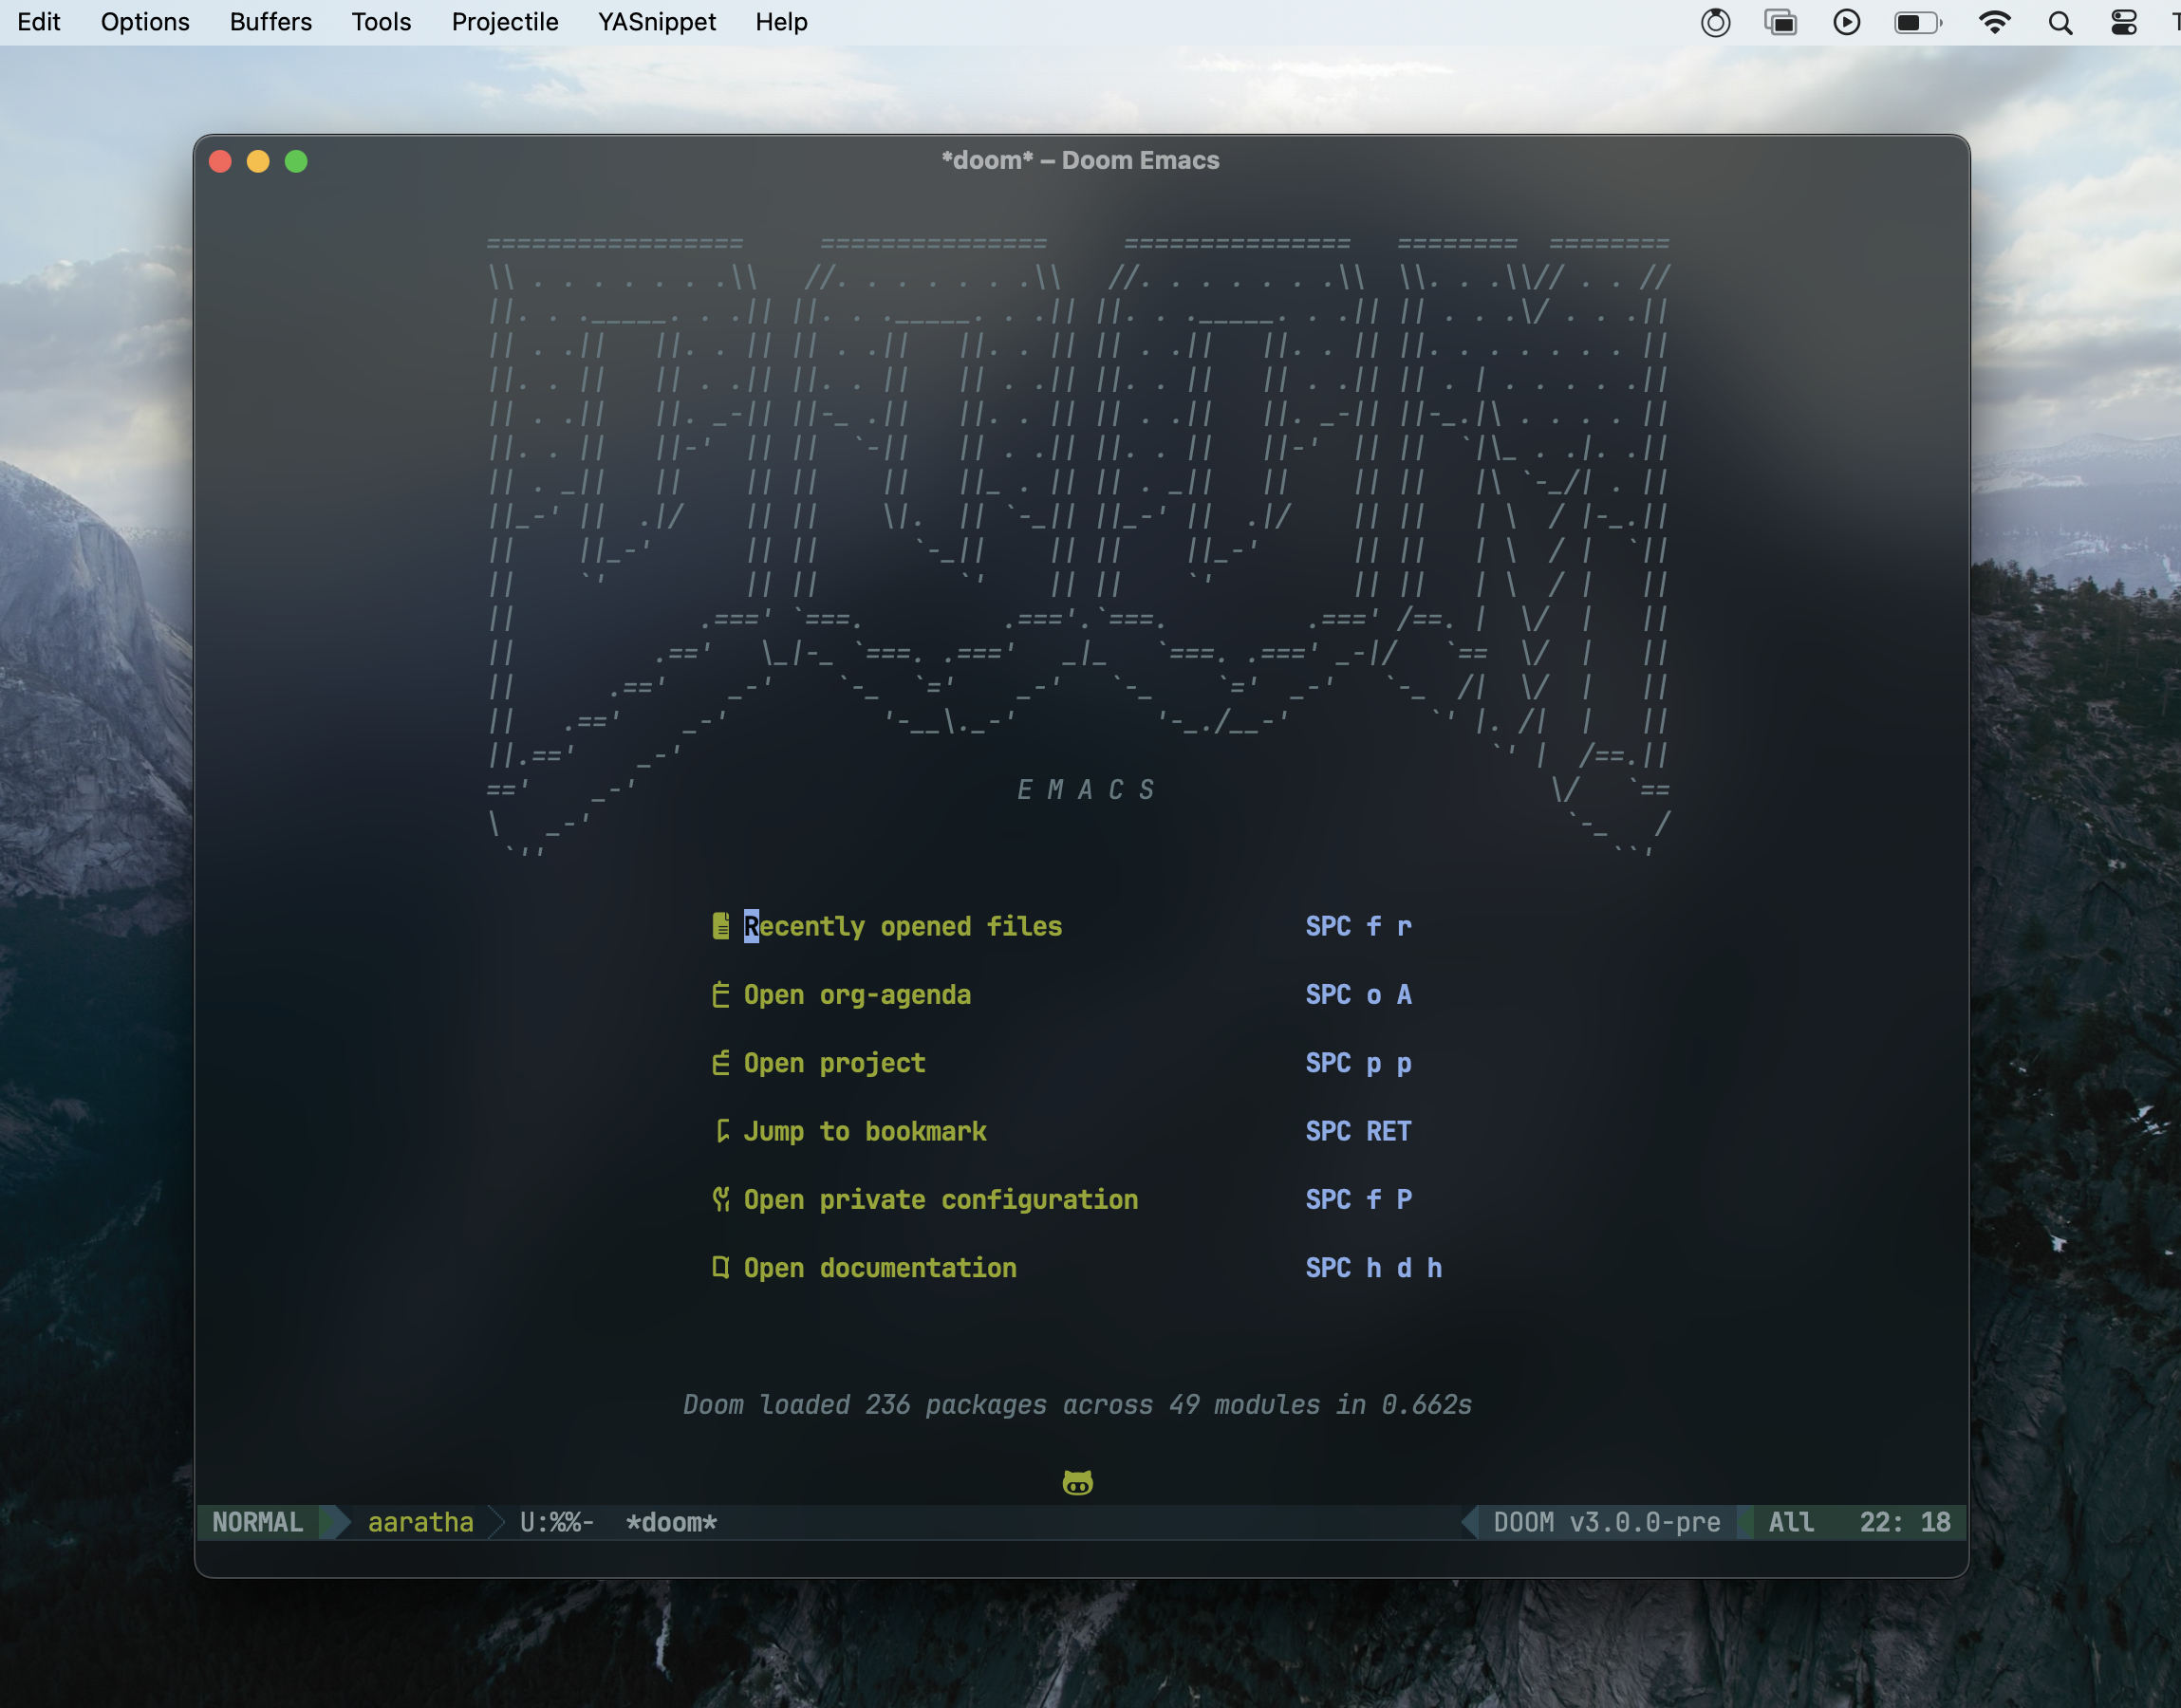 Edit Options Buffers Tools Projectile YASnippet Help
*doom* – Doom Emacs
E M A C S
Recently opened files SPC f r
Open org-agenda SPC o A
Open project SPC p p
Jump to bookmark SPC RET
Open private configuration SPC f P
Open documentation SPC h d h
Doom loaded 236 packages across 49 modules in 0.662s
NORMAL aaratha U:%%- *doom* DOOM v3.0.0-pre All 22: 18